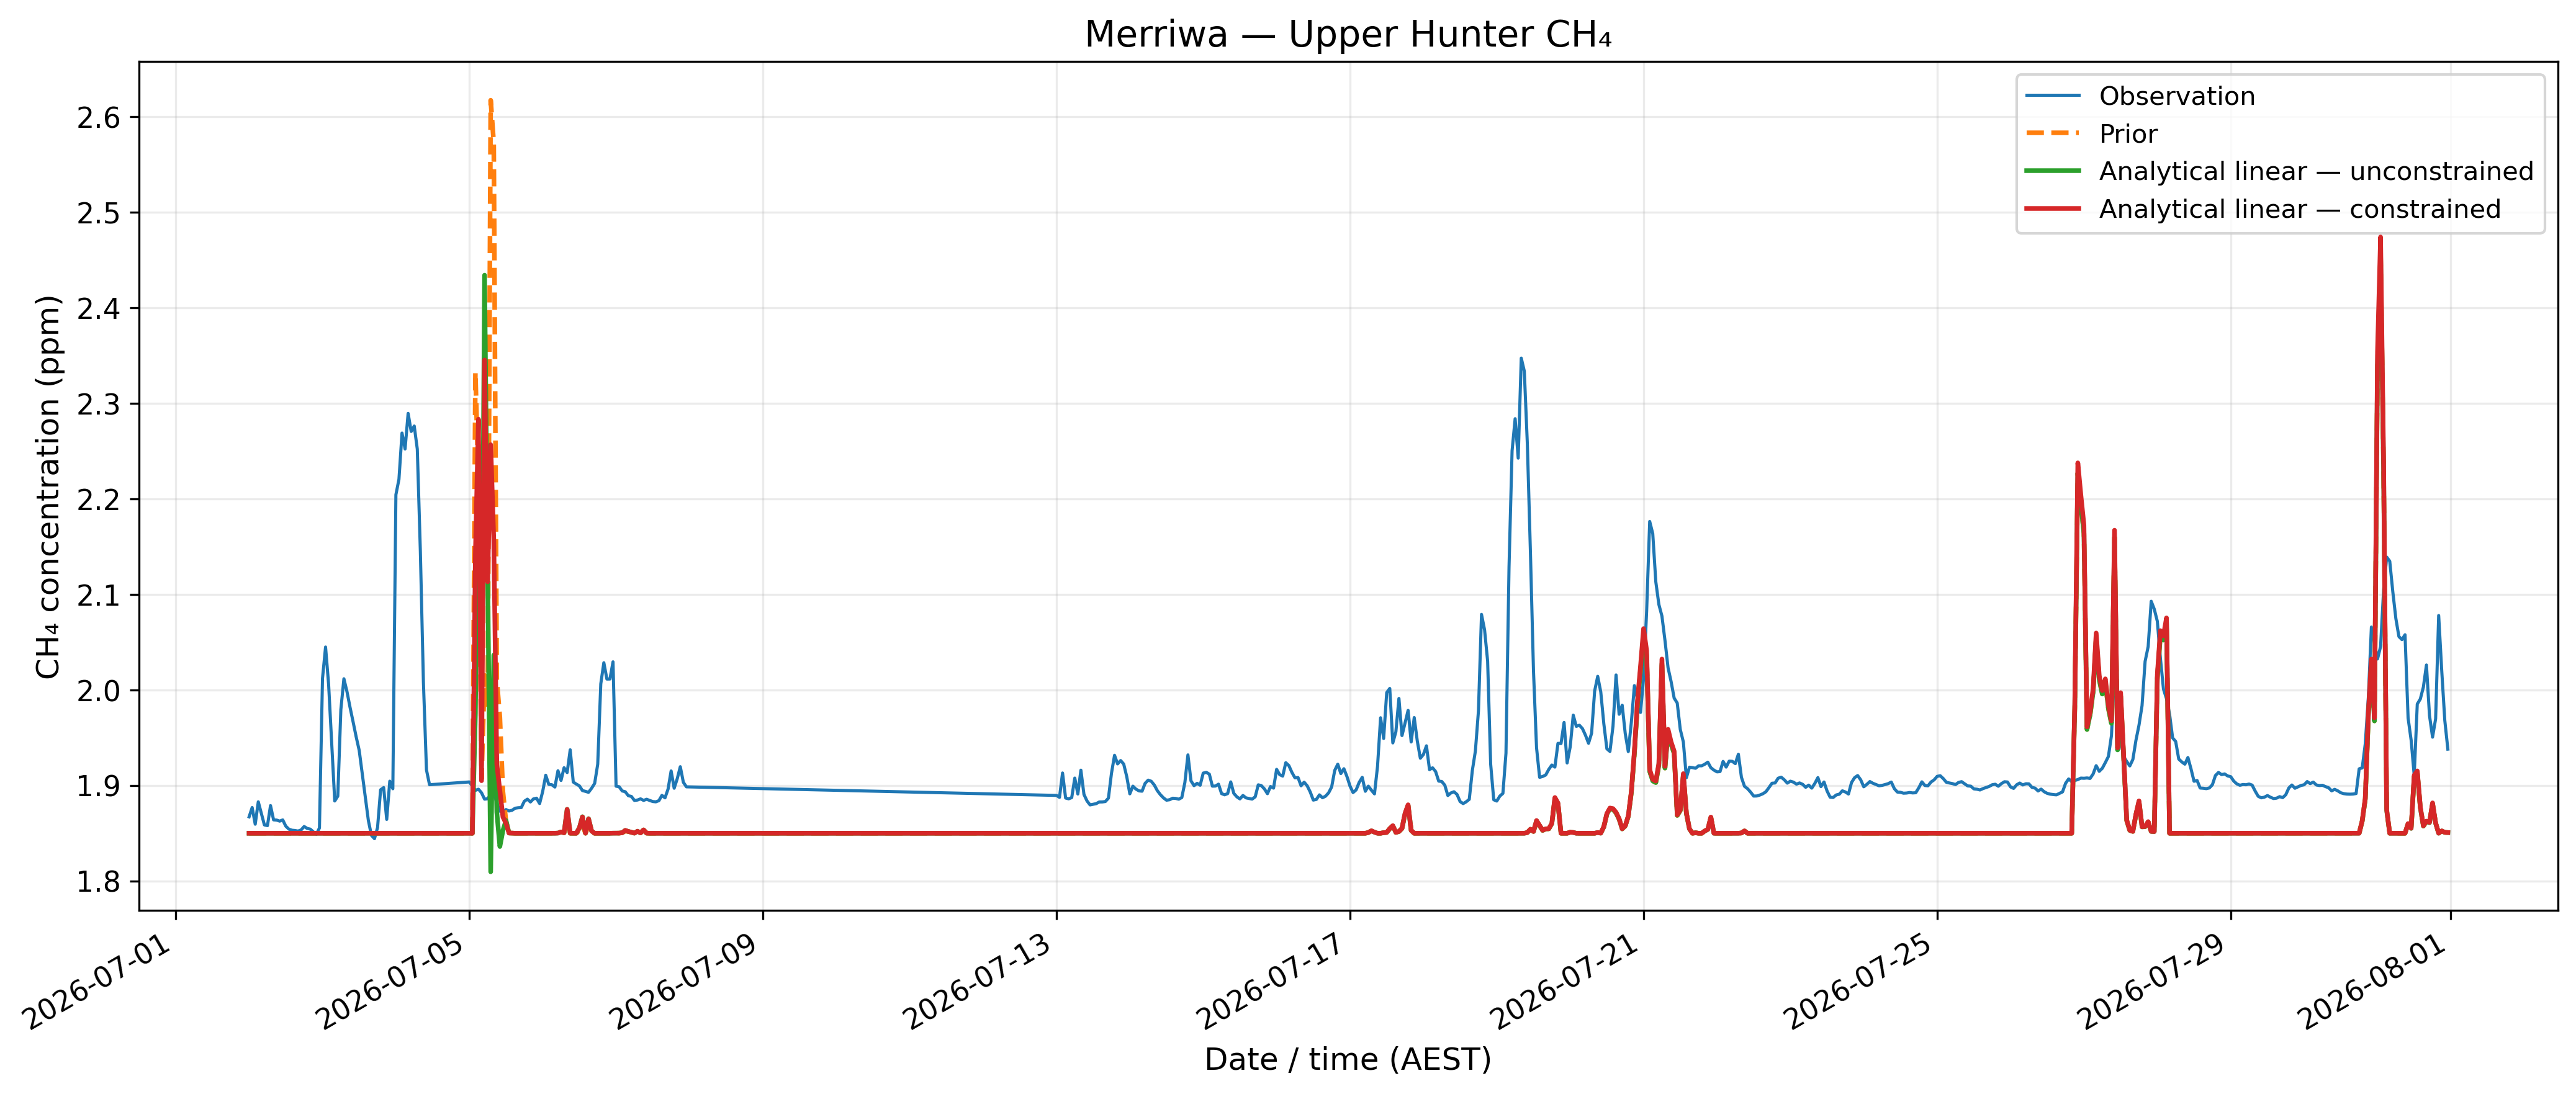 Merriwa — Upper Hunter CH₄
Observation
Prior
Analytical linear — unconstrained
Analytical linear — constrained
CH₄ concentration (ppm)
2.6
2.5
2.4
2.3
2.2
2.1
2.0
1.9
1.8
2026-07-01
2026-07-05
2026-07-09
2026-07-13
2026-07-17
2026-07-21
2026-07-25
2026-07-29
2026-08-01
Date / time (AEST)